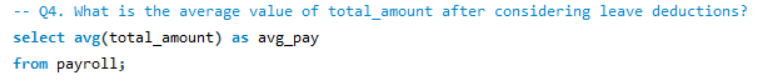 -- Q4. What is the average value of total_amount after considering leave deductions?
select avg(total_amount) as avg_pay
from payroll;